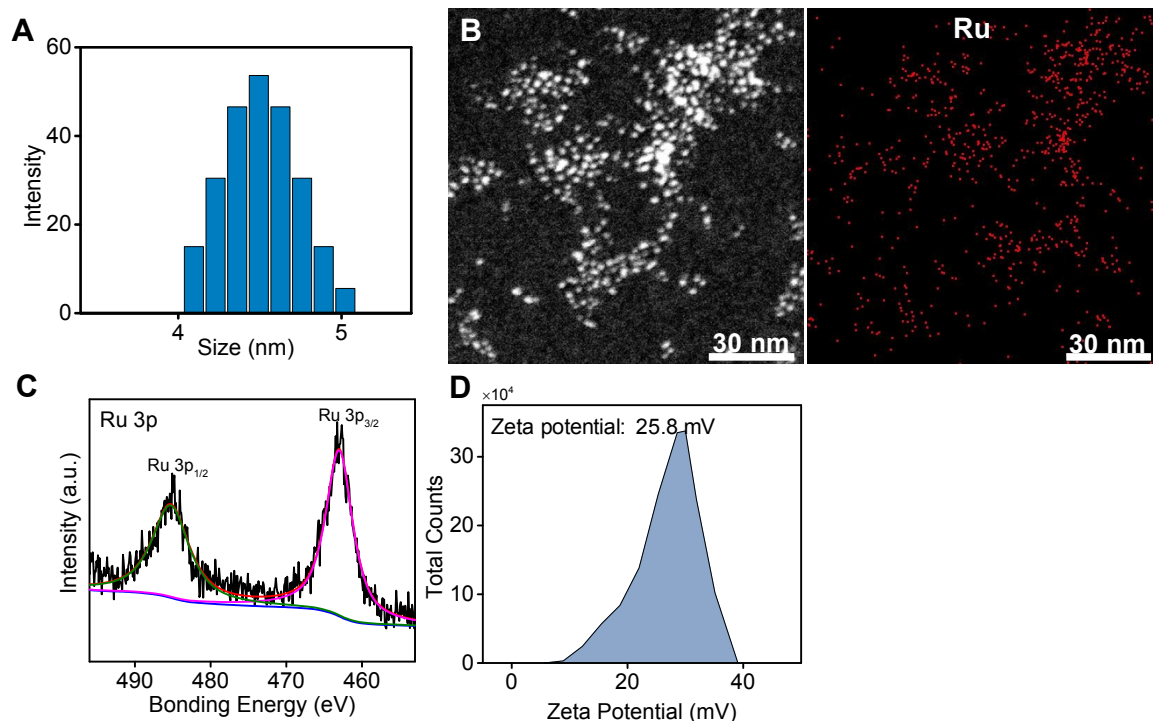 A
60
40
20
0
Intensity
4
5
Size (nm)
B
30 nm
Ru
30 nm
C
Ru 3p
Ru 3p1/2
Ru 3p3/2
Intensity (a.u.)
490
480
470
460
Bonding Energy (eV)
D
×10⁴
Zeta potential: 25.8 mV
30
20
10
0
Total Counts
0
20
40
Zeta Potential (mV)